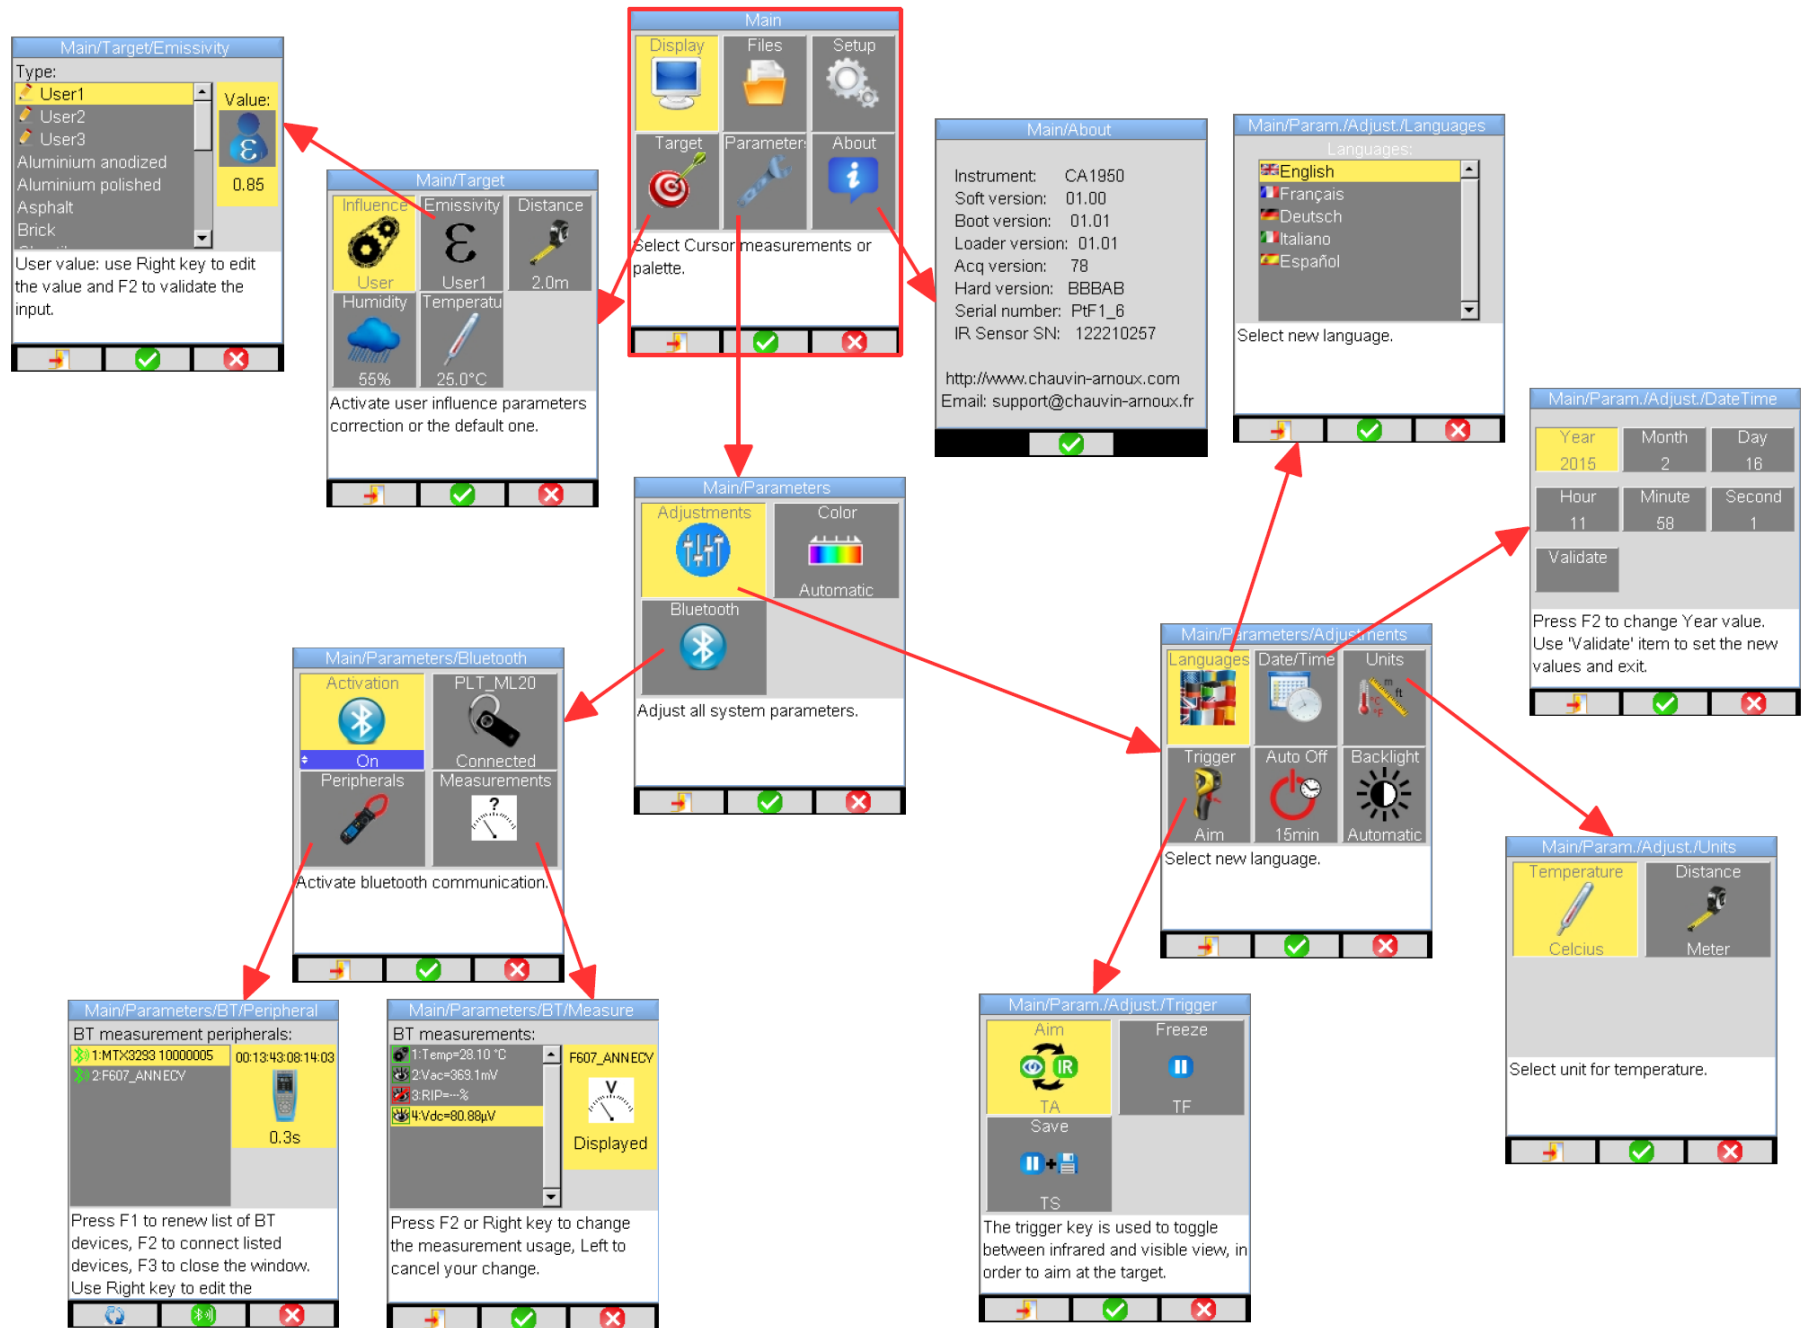 Main/Target/Emissivity
Type:
User1
User2
User3
Aluminium anodized
Aluminium polished
Asphalt
Brick
Value:
0.85
User value: use Right key to edit
the value and F2 to validate the
input.
Main/Target
Influence
User
Emissivity
ε
User1
Distance
2.0m
Humidity
55%
Temperatu
25.0°C
Activate user influence parameters
correction or the default one.
Main
Display
Files
Setup
Target
Parameter
About
Select Cursor measurements or
palette.
Main/About
Instrument: CA1950
Soft version: 01.00
Boot version: 01.01
Loader version: 01.01
Acq version: 78
Hard version: BBBAB
Serial number: PtF1_6
IR Sensor SN: 122210257
http://www.chauvin-arnoux.com
Email: support@chauvin-arnoux.fr
Main/Param./Adjust./Languages
Languages:
English
Français
Deutsch
Italiano
Español
Select new language.
Main/Param./Adjust./DateTime
Year
2015
Month
2
Day
16
Hour
11
Minute
58
Second
1
Validate
Press F2 to change Year value.
Use 'Validate' item to set the new
values and exit.
Main/Parameters
Adjustments
Color
Automatic
Bluetooth
Adjust all system parameters.
Main/Parameters/Bluetooth
Activation
On
PLT_ML20
Connected
Peripherals
Measurements
?
Activate bluetooth communication.
Main/Parameters/Adjustments
Languages
Date/Time
Units
m
ft
°C
°F
Trigger
Aim
Auto Off
15min
Backlight
Automatic
Select new language.
Main/Param./Adjust./Units
Temperature
Celcius
Distance
Meter
Select unit for temperature.
Main/Parameters/BT/Peripheral
BT measurement peripherals:
1:MTX3293 10000005
2:F607_ANNECY
00:13:43:08:14:03
0.3s
Press F1 to renew list of BT
devices, F2 to connect listed
devices, F3 to close the window.
Use Right key to edit the
Main/Parameters/BT/Measure
BT measurements:
1:Temp=28.10 °C
2:Vac=369.1mV
3:RIP=---%
4:Vdc=80.88µV
F607_ANNECY
V
Displayed
Press F2 or Right key to change
the measurement usage, Left to
cancel your change.
Main/Param./Adjust./Trigger
Aim
IR
TA
Freeze
TF
Save
TS
The trigger key is used to toggle
between infrared and visible view, in
order to aim at the target.